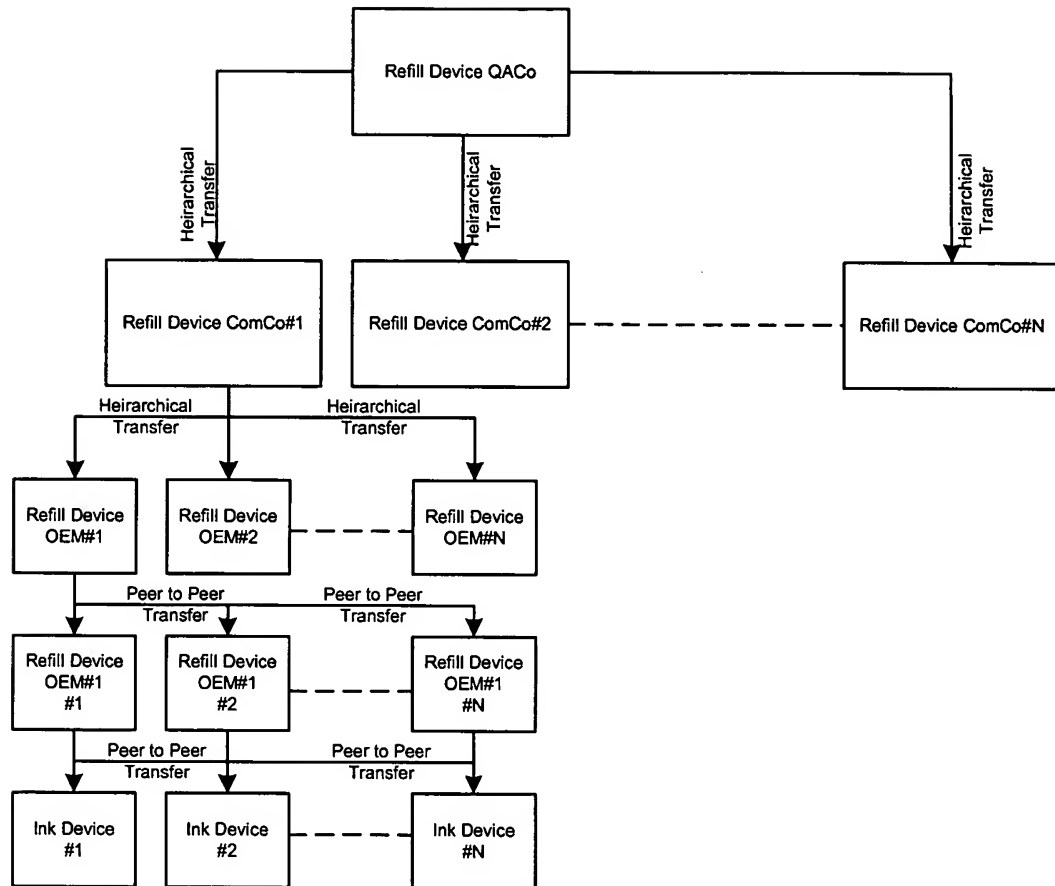 Refill Device QACo
Heirarchical
Transfer
Heirarchical
Transfer
Heirarchical
Transfer
Refill Device ComCo#1
Refill Device ComCo#2
Refill Device ComCo#N
Heirarchical
Transfer
Heirarchical
Transfer
Refill Device
OEM#1
Refill Device
OEM#2
Refill Device
OEM#N
Peer to Peer
Transfer
Peer to Peer
Transfer
Refill Device
OEM#1
#1
Refill Device
OEM#1
#2
Refill Device
OEM#1
#N
Peer to Peer
Transfer
Peer to Peer
Transfer
Ink Device
#1
Ink Device
#2
Ink Device
#N